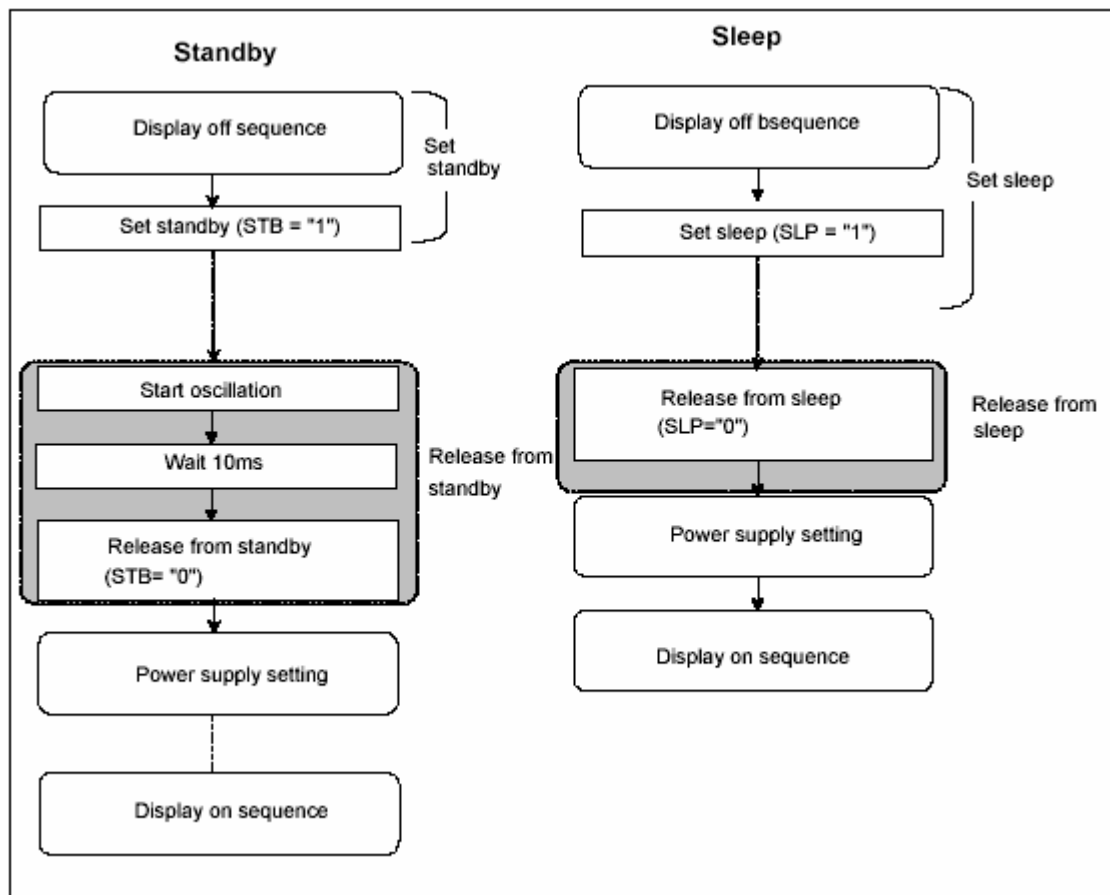 Standby
Display off sequence
Set
standby
Set standby (STB = "1")
Start oscillation
Wait 10ms
Release from
standby
Release from standby
(STB= "0")
Power supply setting
Display on sequence
Sleep
Display off bsequence
Set sleep
Set sleep (SLP = "1")
Release from sleep
(SLP="0")
Release from
sleep
Power supply setting
Display on sequence